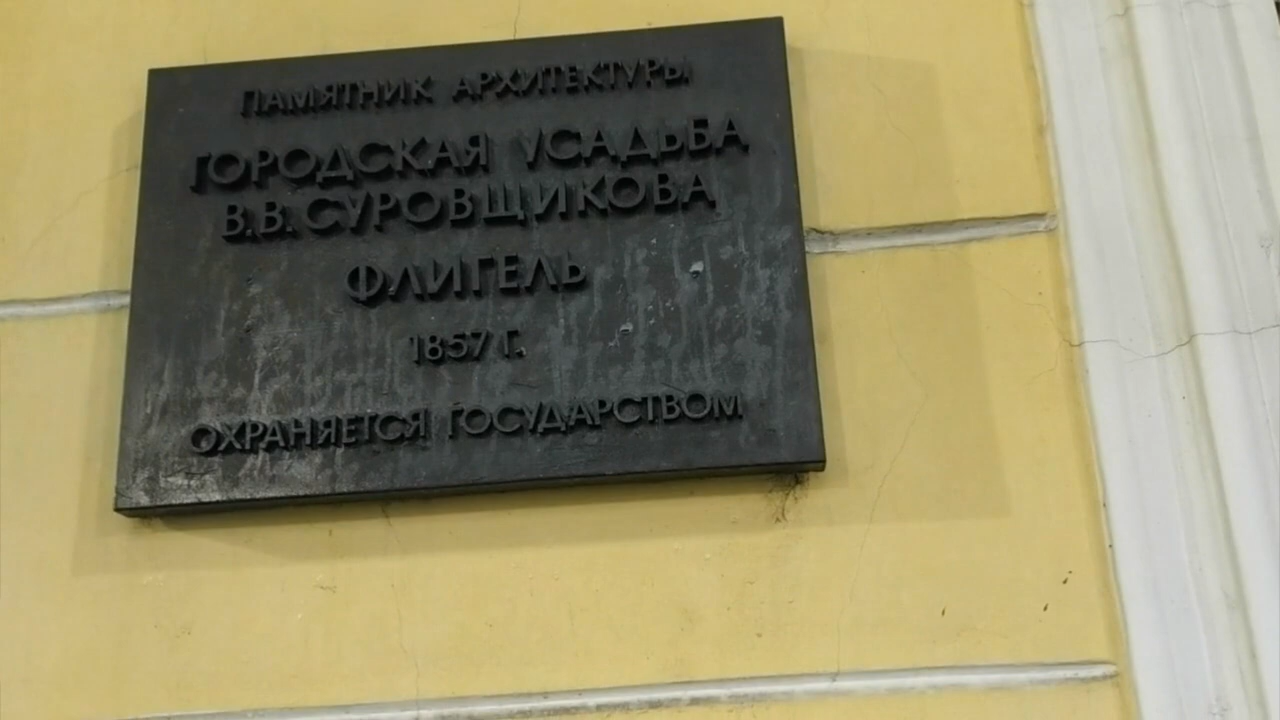 ПАМЯТНИК АРХИТЕКТУРЫ
ГОРОДСКАЯ УСАДЬБА
В.В. СУРОВЩИКОВА
ФЛИГЕЛЬ
1857 Г.
ОХРАНЯЕТСЯ ГОСУДАРСТВОМ